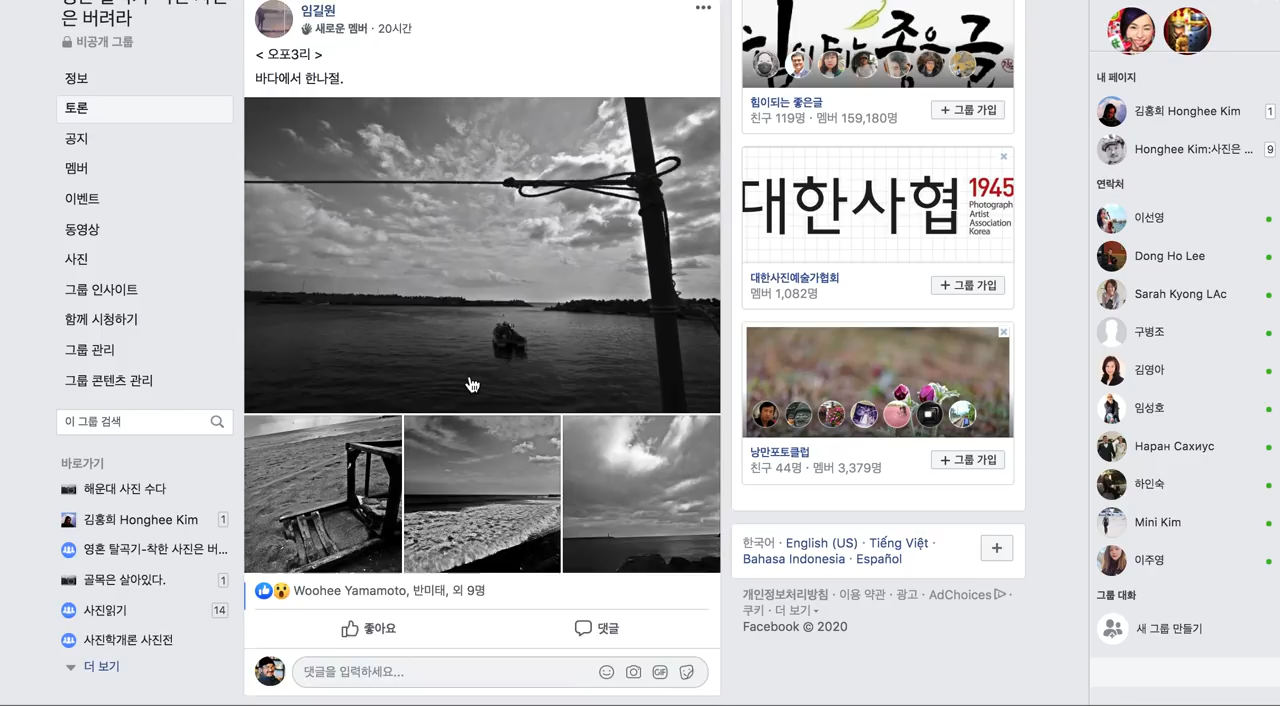 은 버려라
비공개 그룹
정보
토론
공지
멤버
이벤트
동영상
사진
그룹 인사이트
함께 시청하기
그룹 관리
그룹 콘텐츠 관리
이 그룹 검색
바로가기
해운대 사진 수다
김홍희 Honghee Kim 1
영혼 탈곡기-착한 사진은 버...
골목은 살아있다. 1
사진읽기 14
사진학개론 사진전
더 보기
임길원
새로운 멤버 · 20시간
< 오포3리 >
바다에서 한나절.
Woohee Yamamoto, 반미태, 외 9명
좋아요
댓글
댓글을 입력하세요...
GIF
힘이되는 좋은글
힘이되는 좋은글
친구 119명 · 멤버 159,180명
+ 그룹 가입
대한사협
1945
Photograph
Artist
Association
Korea
대한사진예술가협회
멤버 1,082명
+ 그룹 가입
낭만포토클럽
친구 44명 · 멤버 3,379명
+ 그룹 가입
한국어 · English (US) · Tiếng Việt ·
Bahasa Indonesia · Español
개인정보처리방침 · 이용 약관 · 광고 · AdChoices ·
쿠키 · 더 보기
Facebook © 2020
내 페이지
김홍희 Honghee Kim 1
Honghee Kim:사진은 ... 9
연락처
이선영
Dong Ho Lee
Sarah Kyong LAc
구병조
김영아
임성호
Наран Сахиус
하인숙
Mini Kim
이주영
그룹 대화
새 그룹 만들기